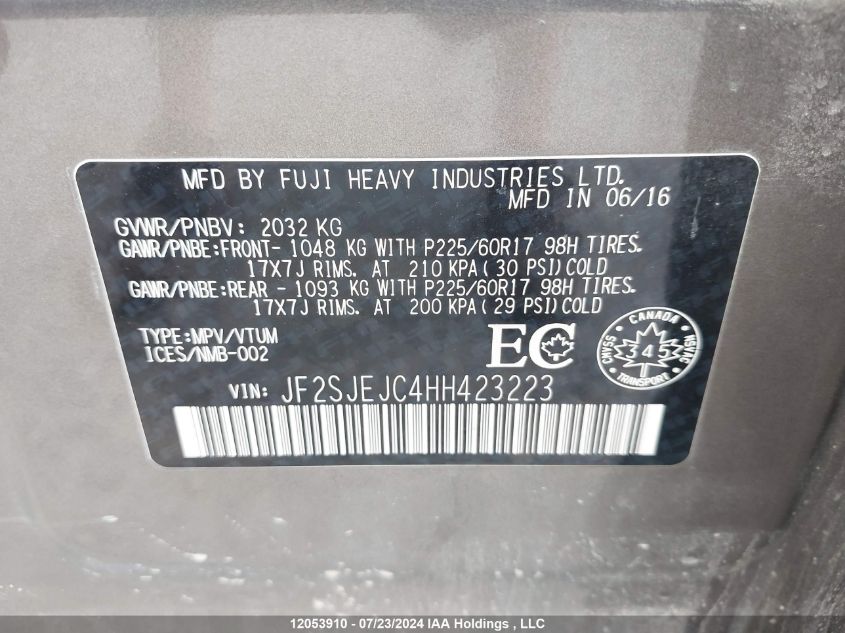 MFD BY FUJI HEAVY INDUSTRIES LTD.
MFD IN 06/16
GVWR/PNBV: 2032 KG
GAWR/PNBE:FRONT- 1048 KG WITH P225/60R17 98H TIRES.
17X7J RIMS. AT 210 KPA(30 PSI)COLD
GAWR/PNBE:REAR - 1093 KG WITH P225/60R17 98H TIRES.
17X7J RIMS. AT 200 KPA(29 PSI)COLD
TYPE:MPV/VTUM
ICES/NMB-002
EC
CANADA
CMVSS 345 NSVAC
TRANSPORT
VIN: JF2SJEJC4HH423223
12053910 - 07/23/2024 IAA Holdings , LLC